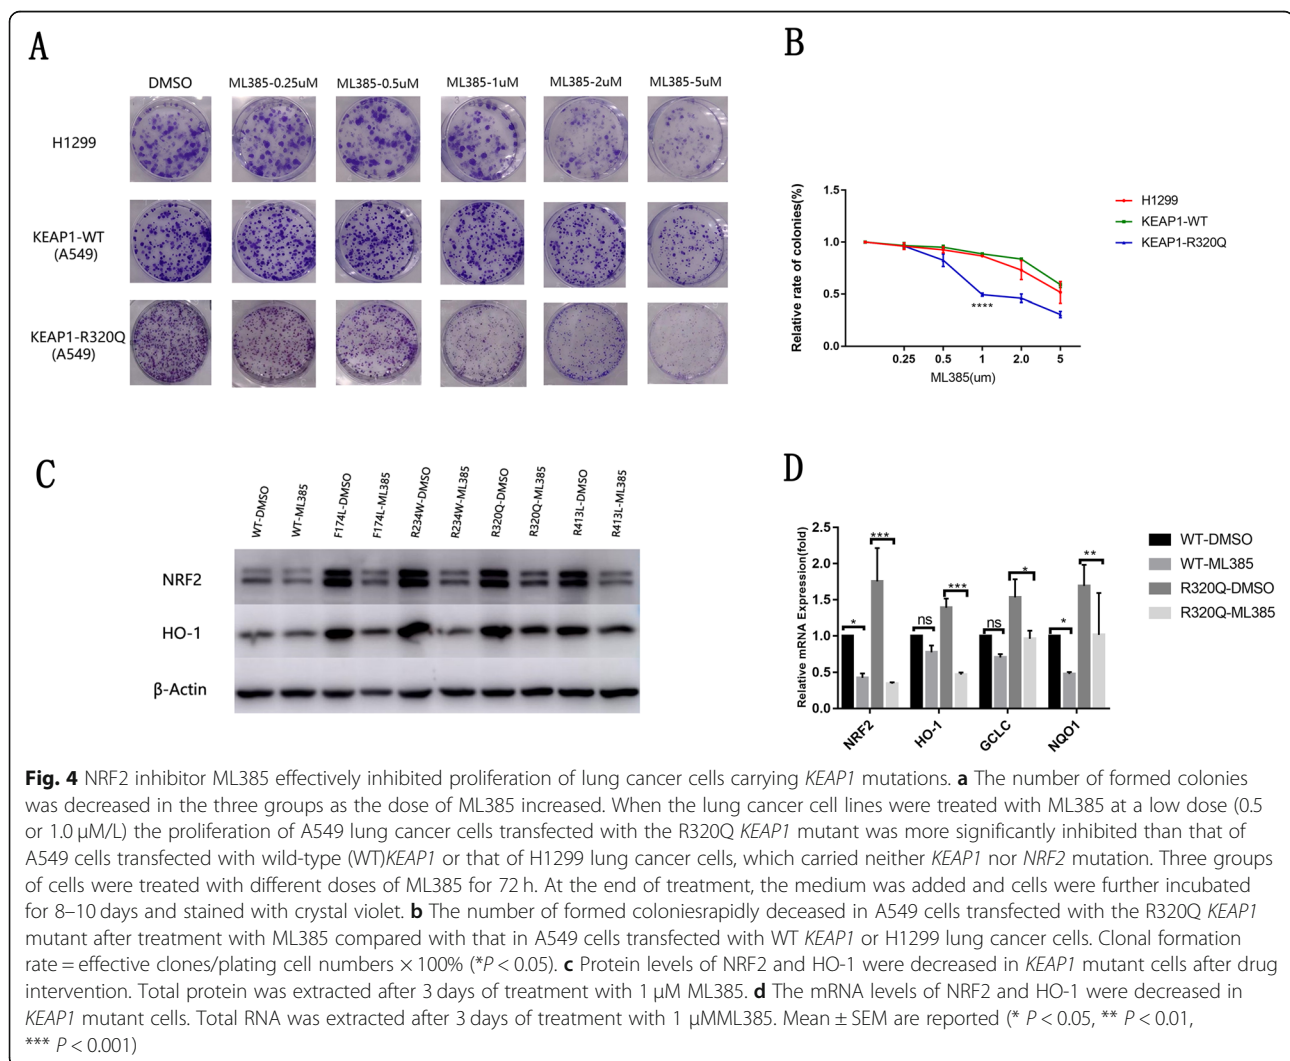 A
DMSO ML385-0.25uM ML385-0.5uM ML385-1uM ML385-2uM ML385-5uM
H1299
KEAP1-WT
(A549)
KEAP1-R320Q
(A549)
B
Relative rate of colonies(%)
1.5
1.0
0.5
0.0
****
0.25 0.5 1 2.0 5
ML385(um)
H1299
KEAP1-WT
KEAP1-R320Q
C
WT-DMSO WT-ML385 F174L-DMSO F174L-ML385 R234W-DMSO R234W-ML385 R320Q-DMSO R320Q-ML385 R413L-DMSO R413L-ML385
NRF2
HO-1
β-Actin
D
Relative mRNA Expression(fold)
2.5
2.0
1.5
1.0
0.5
0.0
* *** ns *** ns * * **
NRF2 HO-1 GCLC NQO1
WT-DMSO
WT-ML385
R320Q-DMSO
R320Q-ML385
Fig. 4 NRF2 inhibitor ML385 effectively inhibited proliferation of lung cancer cells carrying KEAP1 mutations. a The number of formed colonies
was decreased in the three groups as the dose of ML385 increased. When the lung cancer cell lines were treated with ML385 at a low dose (0.5
or 1.0 μM/L) the proliferation of A549 lung cancer cells transfected with the R320Q KEAP1 mutant was more significantly inhibited than that of
A549 cells transfected with wild-type (WT)KEAP1 or that of H1299 lung cancer cells, which carried neither KEAP1 nor NRF2 mutation. Three groups
of cells were treated with different doses of ML385 for 72 h. At the end of treatment, the medium was added and cells were further incubated
for 8–10 days and stained with crystal violet. b The number of formed coloniesrapidly deceased in A549 cells transfected with the R320Q KEAP1
mutant after treatment with ML385 compared with that in A549 cells transfected with WT KEAP1 or H1299 lung cancer cells. Clonal formation
rate = effective clones/plating cell numbers × 100% (*P < 0.05). c Protein levels of NRF2 and HO-1 were decreased in KEAP1 mutant cells after drug
intervention. Total protein was extracted after 3 days of treatment with 1 μM ML385. d The mRNA levels of NRF2 and HO-1 were decreased in
KEAP1 mutant cells. Total RNA was extracted after 3 days of treatment with 1 μMML385. Mean ± SEM are reported (* P < 0.05, ** P < 0.01,
*** P < 0.001)